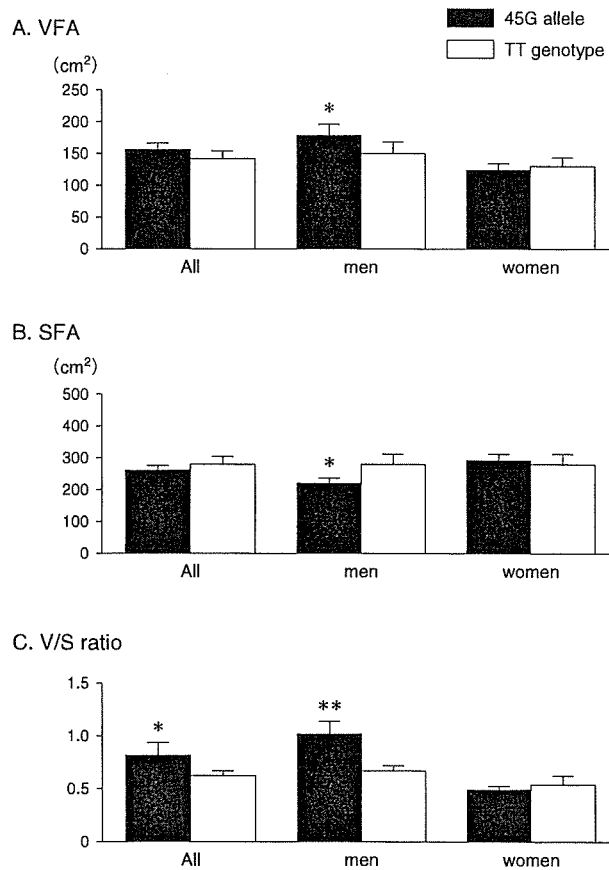 45G allele
TT genotype
A. VFA
(cm²)
250
200
150
100
50
0
*
All men women
B. SFA
(cm²)
500
400
300
200
100
0
*
All men women
C. V/S ratio
1.5
1.0
0.5
0
* **
All men women